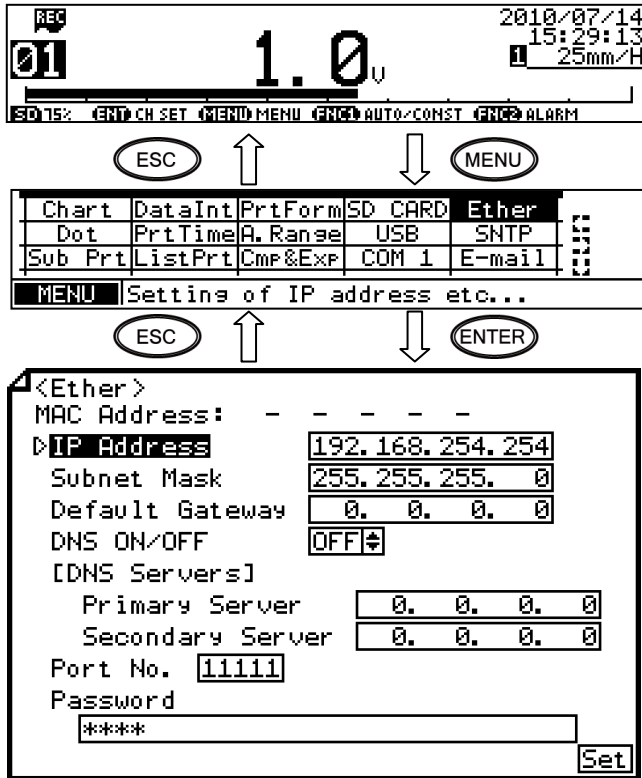 REC
2010/07/14
15:29:13
01 1.0V 1 25mm/H
SD 75% ENT CH SET MENU MENU FNC1 AUTO/CONST FNC2 ALARM
ESC MENU
Chart DataInt PrtForm SD CARD Ether
Dot PrtTime A.Range USB SNTP
Sub Prt ListPrt Cmp&Exp COM 1 E-mail
MENU Setting of IP address etc...
ESC ENTER
<Ether>
MAC Address: - - - - -
IP Address 192.168.254.254
Subnet Mask 255.255.255. 0
Default Gateway 0. 0. 0. 0
DNS ON/OFF OFF
[DNS Servers]
Primary Server 0. 0. 0. 0
Secondary Server 0. 0. 0. 0
Port No. 11111
Password
****
Set